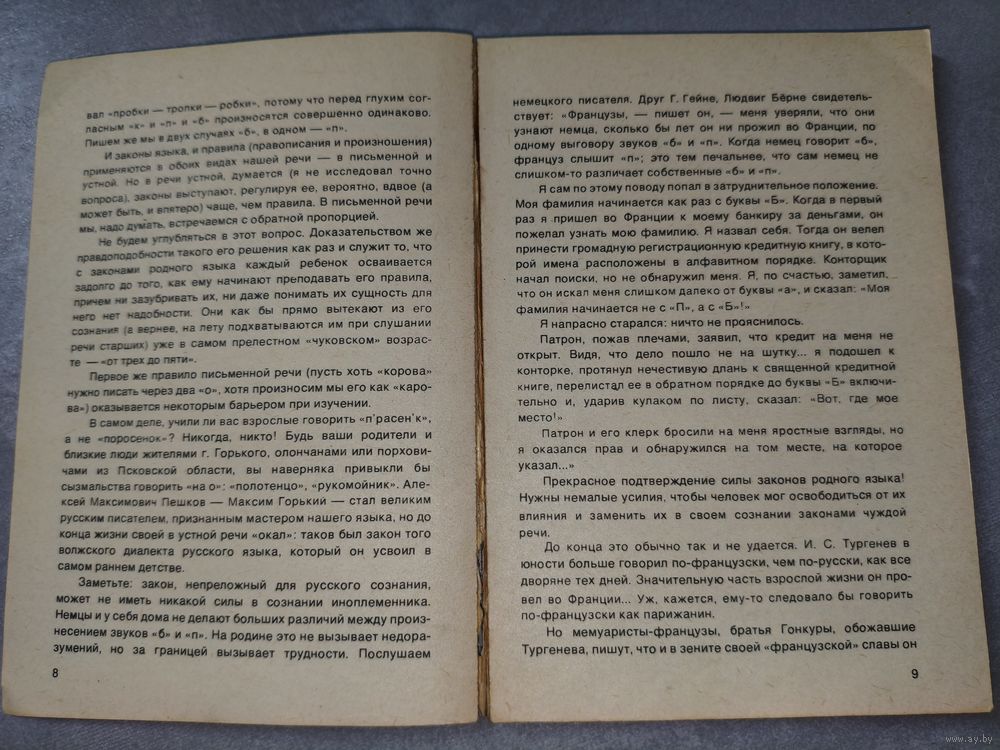 вал «пробки — тропки — робки», потому что перед глухим сог-
ласным «к» и «п» и «б» произносятся совершенно одинаково.
Пишем же мы в двух случаях «б», в одном — «п».
И законы языка, и правила (правописания и произношения)
применяются в обоих видах нашей речи — в письменной и
устной. Но в речи устной, думается (я не исследовал точно
вопроса), законы выступают, регулируя ее, вероятно, вдвое (а
может быть, и впятеро) чаще, чем правила. В письменной речи
мы, надо думать, встречаемся с обратной пропорцией.
Не будем углубляться в этот вопрос. Доказательством же
правдоподобности такого его решения как раз и служит то, что
с законами родного языка каждый ребенок осваивается
задолго до того, как ему начинают преподавать его правила,
причем ни зазубривать их, ни даже понимать их сущность для
него нет надобности. Они как бы прямо вытекают из его
сознания (а вернее, на лету подхватываются им при слушании
речи старших) уже в самом прелестном «чуковском» возрас-
те — «от трех до пяти».
Первое же правило письменной речи (пусть хоть «корова»
нужно писать через два «о», хотя произносим мы его как «каро-
ва») оказывается некоторым барьером при изучении.
В самом деле, учили ли вас взрослые говорить «п'расен'к»,
а не «поросенок»? Никогда, никто! Будь ваши родители и
близкие люди жителями г. Горького, олончанами или порхови-
чами из Псковской области, вы наверняка привыкли бы
сызмальства говорить «на о»: «полотенцо», «рукомойник». Але-
ксей Максимович Пешков — Максим Горький — стал великим
русским писателем, признанным мастером нашего языка, но до
конца жизни своей в устной речи «окал»: таков был закон того
волжского диалекта русского языка, который он усвоил в
самом раннем детстве.
Заметьте: закон, непреложный для русского сознания,
может не иметь никакой силы в сознании иноплеменника.
Немцы и у себя дома не делают больших различий между произ-
несением звуков «б» и «п». На родине это не вызывает недора-
зумений, но за границей вызывает трудности. Послушаем
8
немецкого писателя. Друг Г. Гейне, Людвиг Бёрне свидетель-
ствует: «Французы, — пишет он, — меня уверяли, что они
узнают немца, сколько бы лет он ни прожил во Франции, по
одному выговору звуков «б» и «п». Когда немец говорит «б»,
француз слышит «п»; это тем печальнее, что сам немец не
слишком-то различает собственные «б» и «п».
Я сам по этому поводу попал в затруднительное положение.
Моя фамилия начинается как раз с буквы «Б». Когда в первый
раз я пришел во Франции к моему банкиру за деньгами, он
пожелал узнать мою фамилию. Я назвал себя. Тогда он велел
принести громадную регистрационную кредитную книгу, в кото-
рой имена расположены в алфавитном порядке. Конторщик
начал поиски, но не обнаружил меня. Я, по счастью, заметил,
что он искал меня слишком далеко от буквы «а», и сказал: «Моя
фамилия начинается не с «П», а с «Б»!»
Я напрасно старался: ничто не прояснилось.
Патрон, пожав плечами, заявил, что кредит на меня не
открыт. Видя, что дело пошло не на шутку... я подошел к
конторке, протянул нечестивую длань к священной кредитной
книге, перелистал ее в обратном порядке до буквы «Б» включи-
тельно и, ударив кулаком по листу, сказал: «Вот, где мое
место!»
Патрон и его клерк бросили на меня яростные взгляды, но
я оказался прав и обнаружился на том месте, на которое
указал...»
Прекрасное подтверждение силы законов родного языка!
Нужны немалые усилия, чтобы человек мог освободиться от их
влияния и заменить их в своем сознании законами чуждой
речи.
До конца это обычно так и не удается. И. С. Тургенев в
юности больше говорил по-французски, чем по-русски, как все
дворяне тех дней. Значительную часть взрослой жизни он про-
вел во Франции... Уж, кажется, ему-то следовало бы говорить
по-французски как парижанин.
Но мемуаристы-французы, братья Гонкуры, обожавшие
Тургенева, пишут, что и в зените своей «французской» славы он
9
www.ay.by